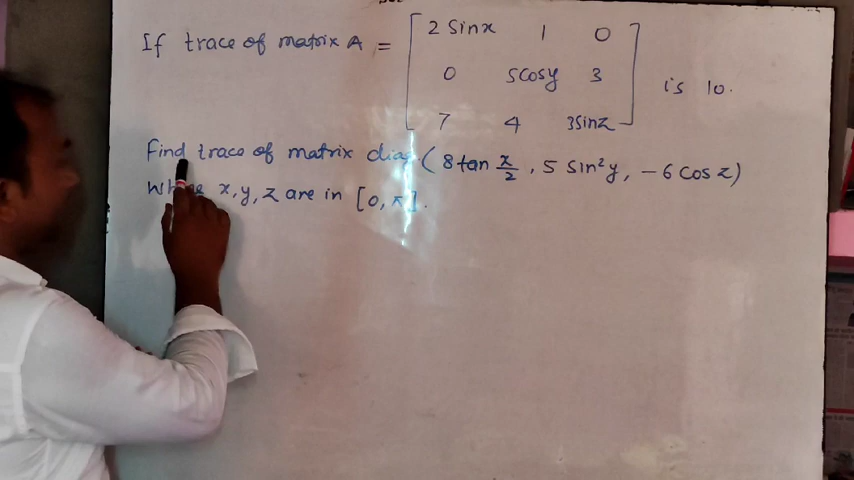 If trace of matrix A = [ 2 Sinx 1 0
0 5cosy 3
7 4 3sinz ] is 10.
Find trace of matrix diag. (8 tan x/2, 5 Sin²y, -6 Cos z)
x, y, z are in [0, π].